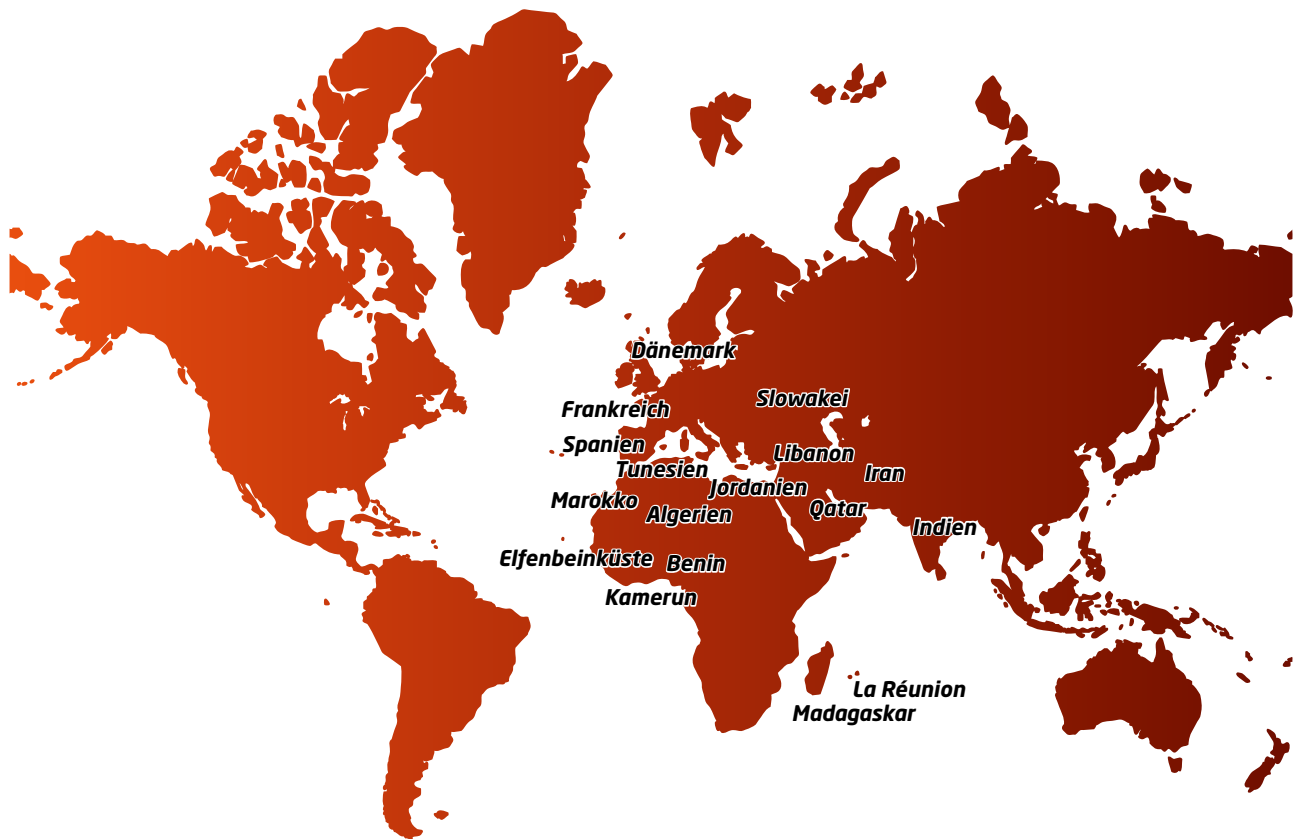 Dänemark
Slowakei
Frankreich
Spanien
Libanon
Tunesien
Iran
Jordanien
Marokko
Qatar
Algerien
Indien
Elfenbeinküste
Benin
Kamerun
La Réunion
Madagaskar